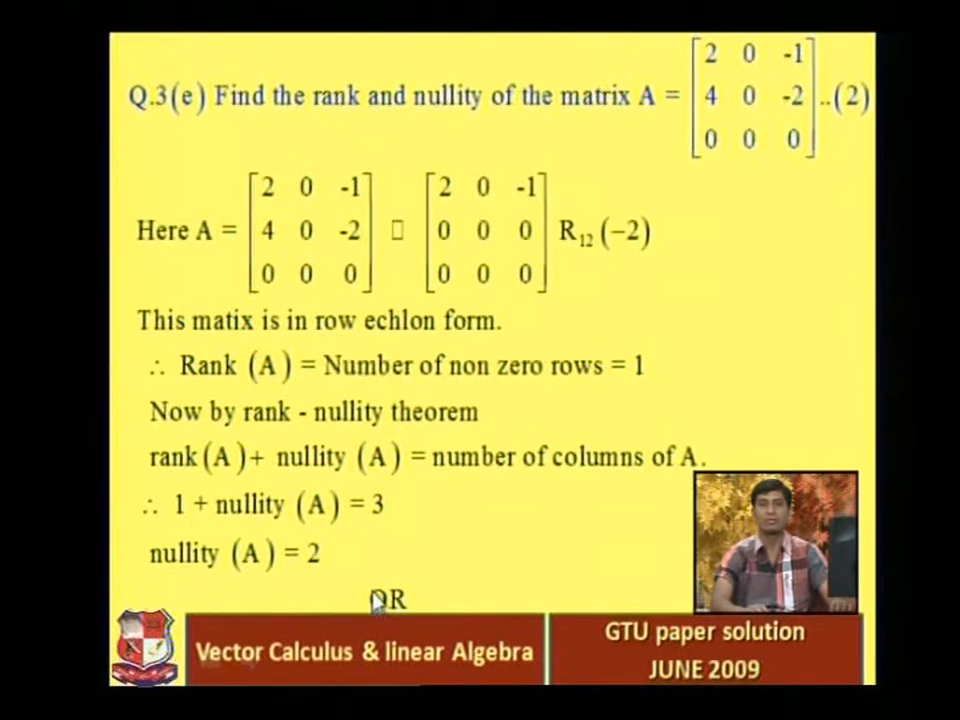 Q.3(e) Find the rank and nullity of the matrix A = [2 0 -1
4 0 -2
0 0 0] ..(2)
Here A = [2 0 -1
4 0 -2
0 0 0] □ [2 0 -1
0 0 0
0 0 0] R₁₂(−2)
This matix is in row echlon form.
∴ Rank (A) = Number of non zero rows = 1
Now by rank - nullity theorem
rank(A)+ nullity (A) = number of columns of A.
∴ 1 + nullity (A) = 3
nullity (A) = 2
OR
Vector Calculus & linear Algebra
GTU paper solution
JUNE 2009